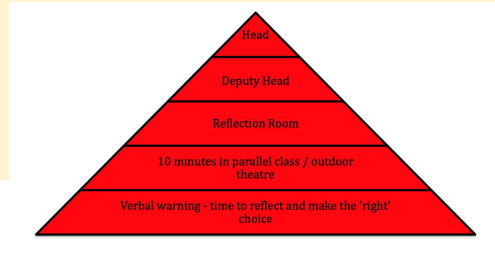 Head
Deputy Head
Reflection Room
10 minutes in parallel class / outdoor
theatre
Verbal warning - time to reflect and make the 'right'
choice